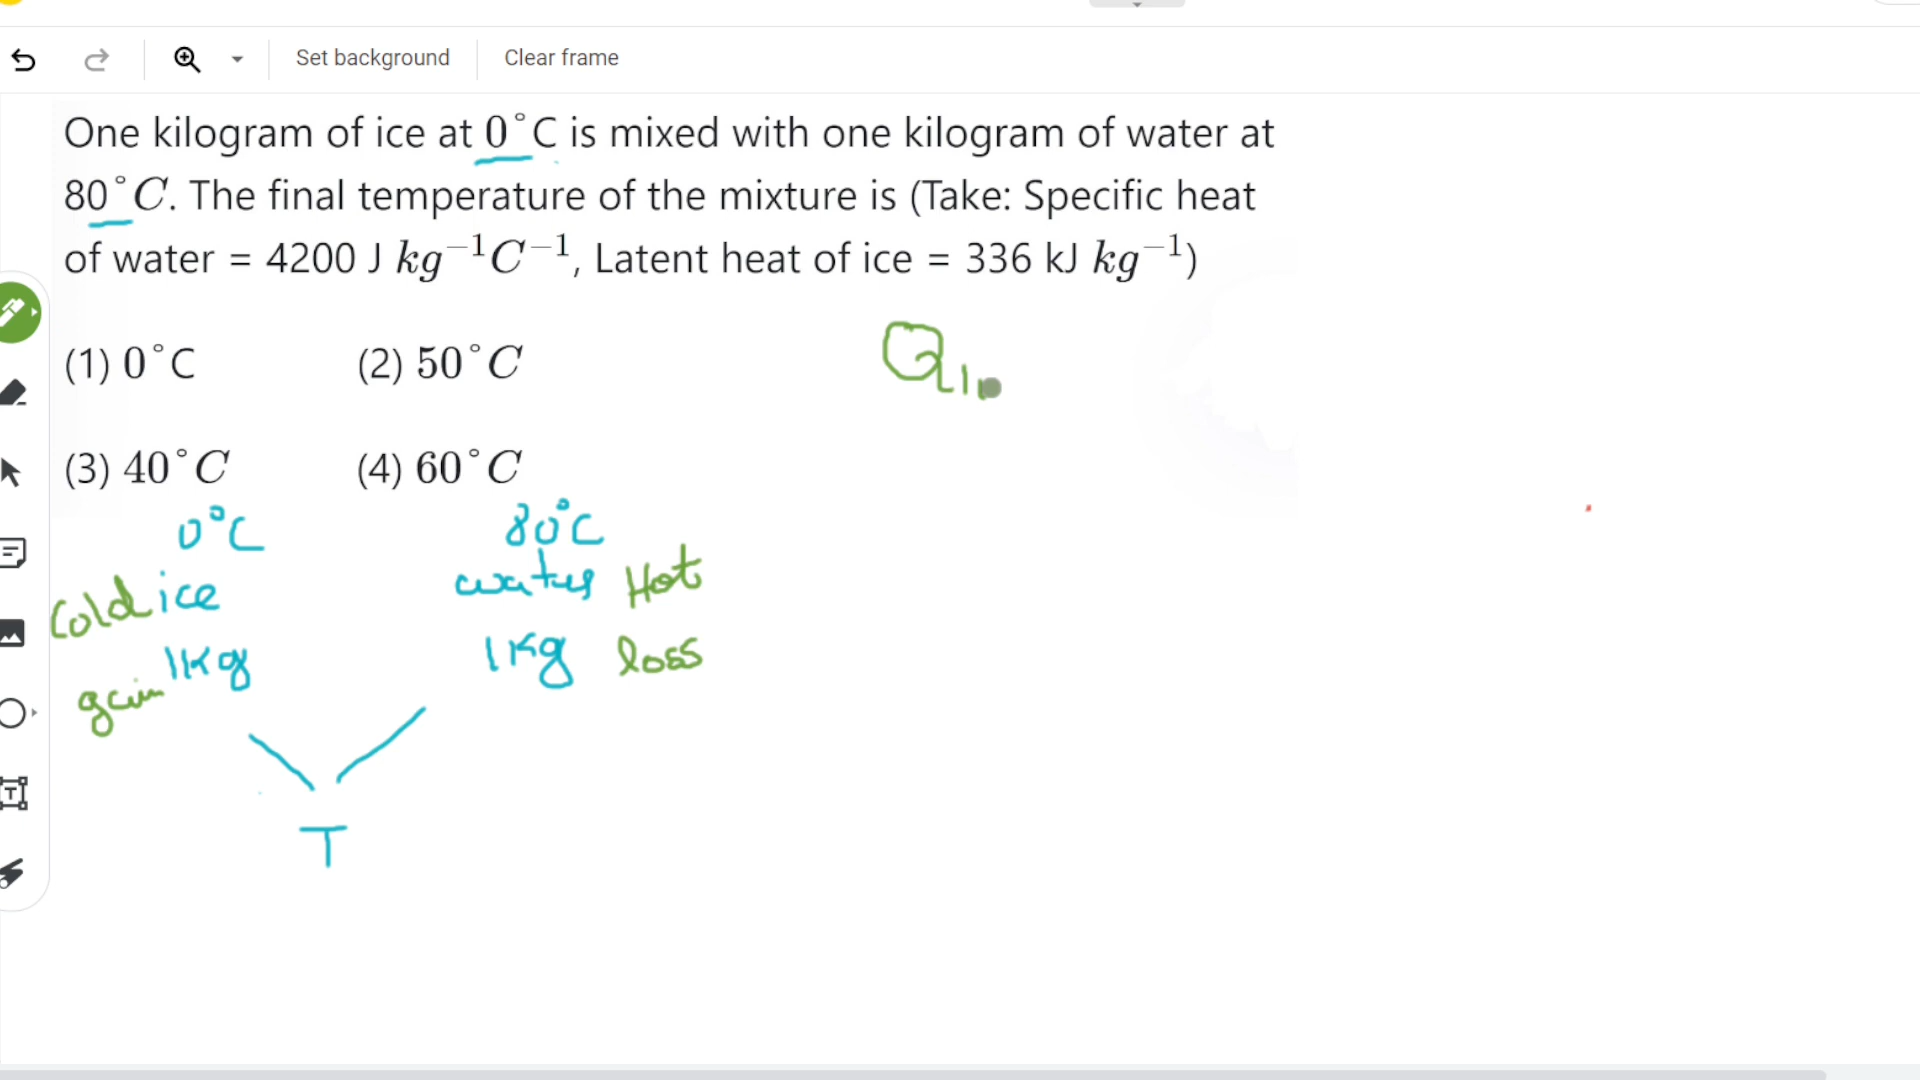 Set background Clear frame
One kilogram of ice at 0°C is mixed with one kilogram of water at
80°C. The final temperature of the mixture is (Take: Specific heat
of water = 4200 J kg⁻¹C⁻¹, Latent heat of ice = 336 kJ kg⁻¹)
(1) 0°C (2) 50°C
(3) 40°C (4) 60°C
0°C 80°C
cold ice water Hot
1kg 1kg loss
gain
T